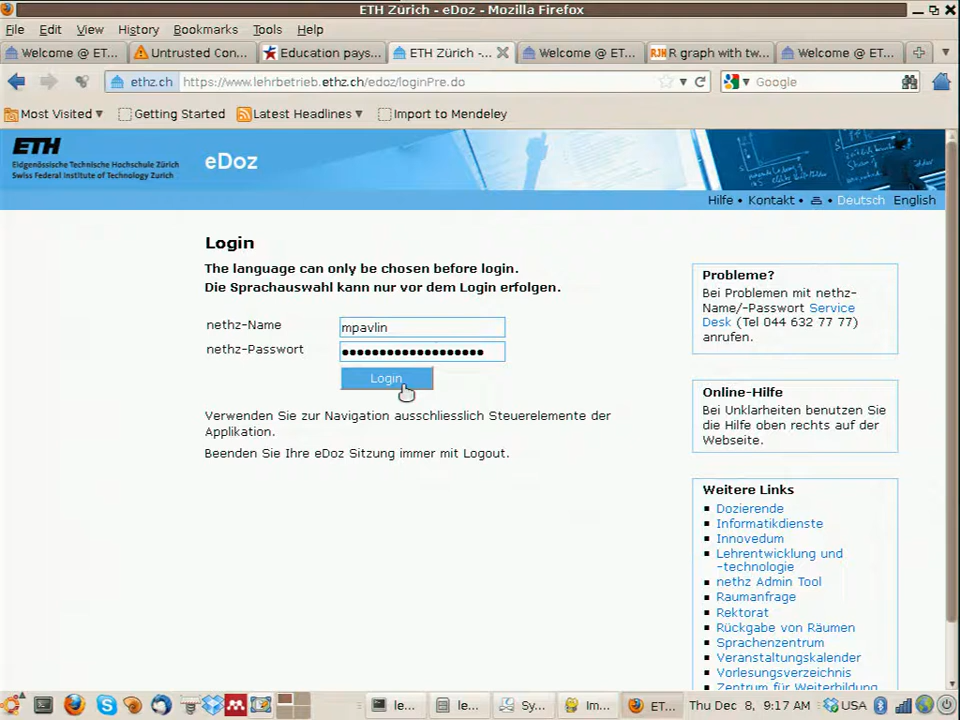 ETH Zürich - eDoz - Mozilla Firefox
File Edit View History Bookmarks Tools Help
Welcome @ ET... Untrusted Con... Education pays... ETH Zürich -... Welcome @ ET... R graph with tw... Welcome @ ET...
ethz.ch https://www.lehrbetrieb.ethz.ch/edoz/loginPre.do Google
Most Visited Getting Started Latest Headlines Import to Mendeley
ETH
Eidgenössische Technische Hochschule Zürich
Swiss Federal Institute of Technology Zurich
eDoz
Hilfe • Kontakt • • Deutsch English
Login
The language can only be chosen before login.
Die Sprachauswahl kann nur vor dem Login erfolgen.
nethz-Name mpavlin
nethz-Passwort
Login
Verwenden Sie zur Navigation ausschliesslich Steuerelemente der
Applikation.
Beenden Sie Ihre eDoz Sitzung immer mit Logout.
Probleme?
Bei Problemen mit nethz-
Name/-Passwort Service
Desk (Tel 044 632 77 77)
anrufen.
Online-Hilfe
Bei Unklarheiten benutzen Sie
die Hilfe oben rechts auf der
Webseite.
Weitere Links
Dozierende
Informatikdienste
Innovedum
Lehrentwicklung und
-technologie
nethz Admin Tool
Raumanfrage
Rektorat
Rückgabe von Räumen
Sprachenzentrum
Veranstaltungskalender
Vorlesungsverzeichnis
Zentrum für Weiterbildung
le... le... Sy... Im... ET... Thu Dec 8, 9:17 AM USA